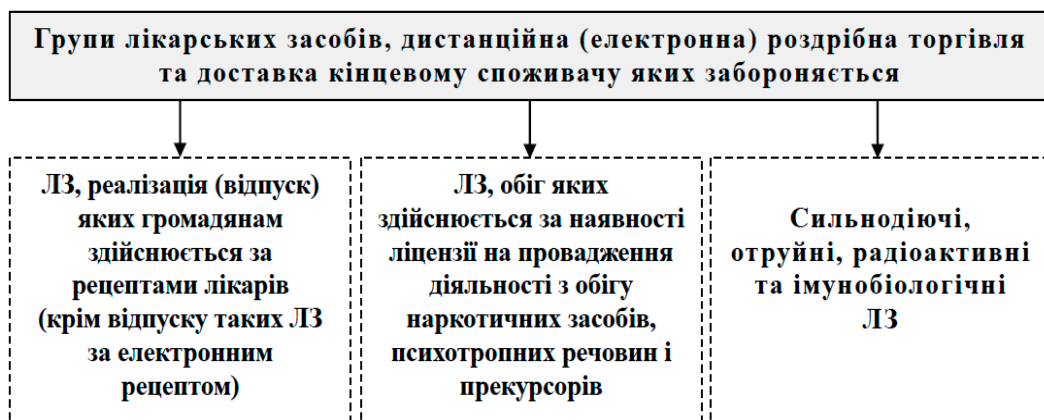 Групи лікарських засобів, дистанційна (електронна) роздрібна торгівля
та доставка кінцевому споживачу яких забороняється
ЛЗ, реалізація (відпуск)
яких громадянам
здійснюється за
рецептами лікарів
(крім відпуску таких ЛЗ
за електронним
рецептом)
ЛЗ, обіг яких
здійснюється за наявності
ліцензії на провадження
діяльності з обігу
наркотичних засобів,
психотропних речовин і
прекурсорів
Сильнодіючі,
отруйні, радіоактивні
та імунобіологічні
ЛЗ